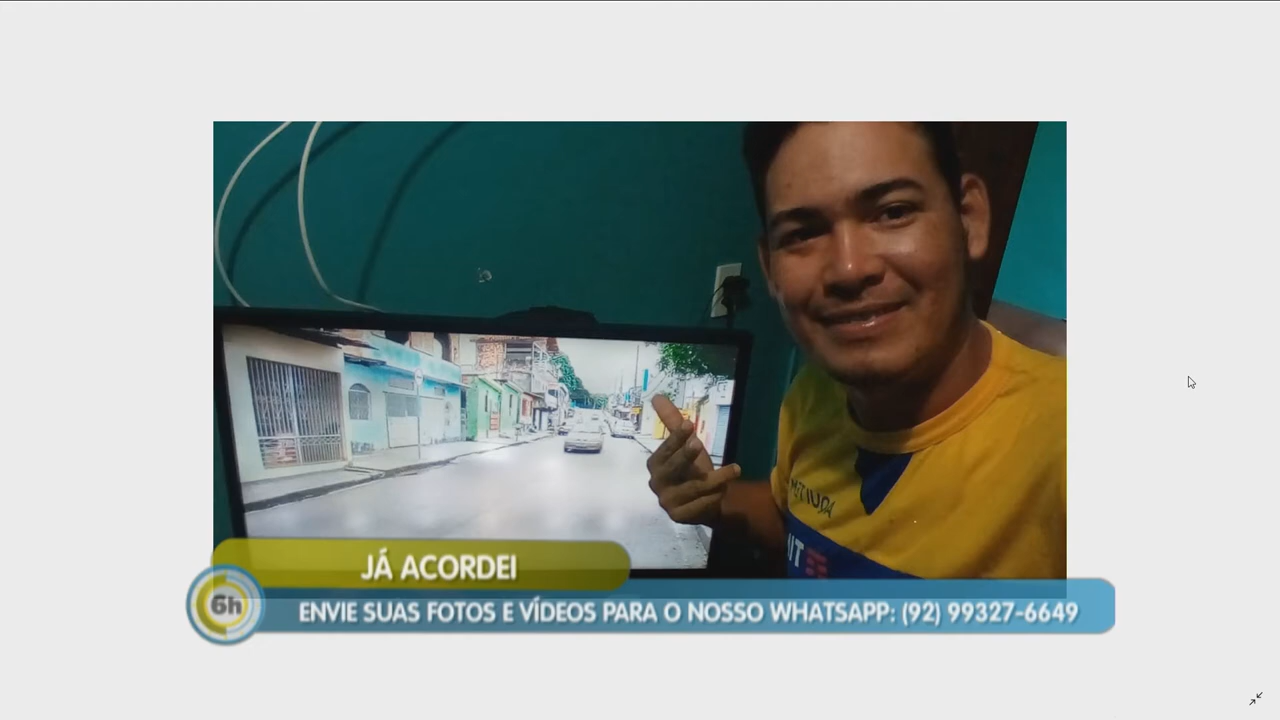 JÁ ACORDEI
6h
ENVIE SUAS FOTOS E VÍDEOS PARA O NOSSO WHATSAPP: (92) 99327-6649